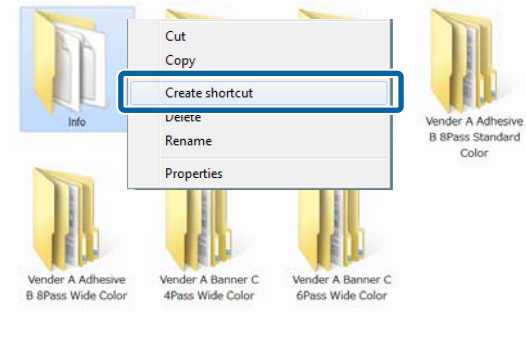 Info
Cut
Copy
Create shortcut
Delete
Rename
Properties
Vender A Adhesive
B 8Pass Standard
Color
Vender A Adhesive
B 8Pass Wide Color
Vender A Banner C
4Pass Wide Color
Vender A Banner C
6Pass Wide Color